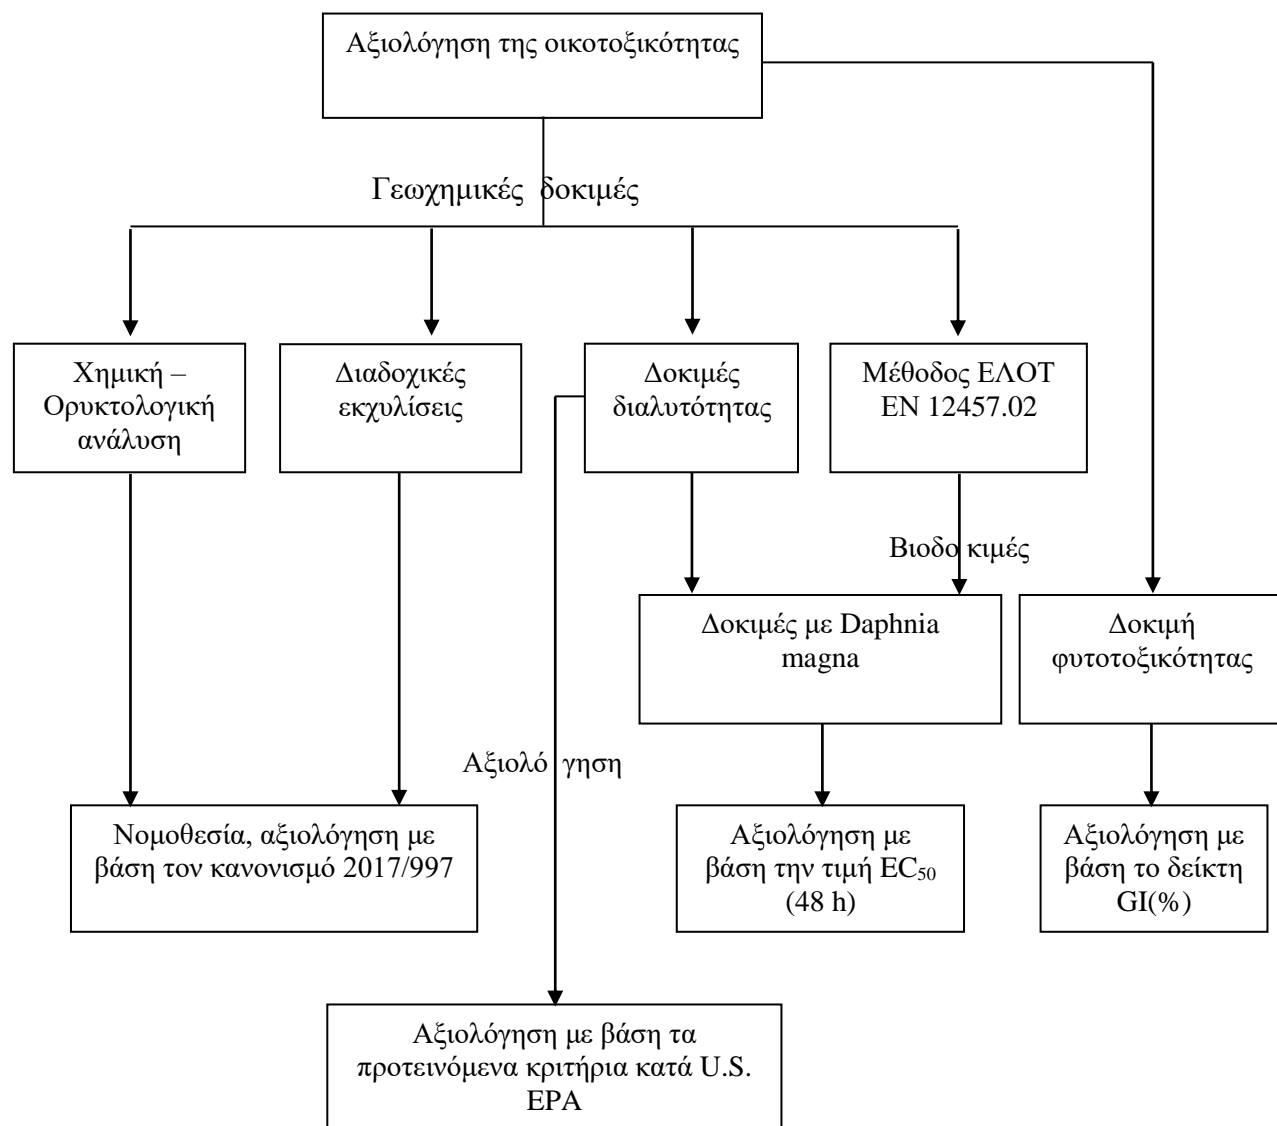 Αξιολόγηση της οικοτοξικότητας
Γεωχημικές δοκιμές
Χημική –
Ορυκτολογική
ανάλυση
Διαδοχικές
εκχυλίσεις
Δοκιμές
διαλυτότητας
Μέθοδος ΕΛΟΤ
EN 12457.02
Βιοδο κιμές
Δοκιμές με Daphnia
magna
Δοκιμή
φυτοτοξικότητας
Αξιολό γηση
Νομοθεσία, αξιολόγηση με
βάση τον κανονισμό 2017/997
Αξιολόγηση με
βάση την τιμή EC₅₀
(48 h)
Αξιολόγηση με
βάση το δείκτη
GI(%)
Αξιολόγηση με βάση τα
προτεινόμενα κριτήρια κατά U.S.
EPA